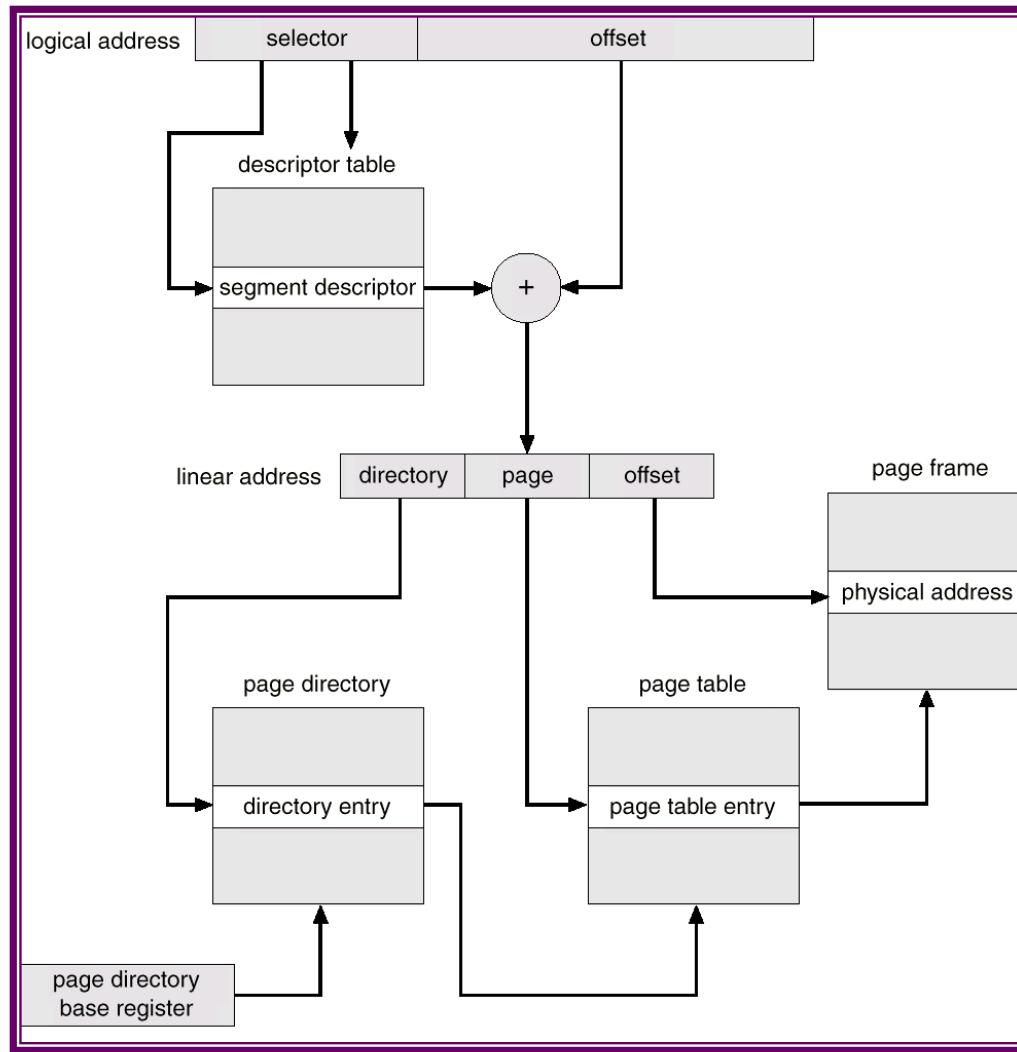 logical address
selector
offset
descriptor table
segment descriptor
+
linear address
directory
page
offset
page frame
physical address
page directory
page table
directory entry
page table entry
page directory
base register